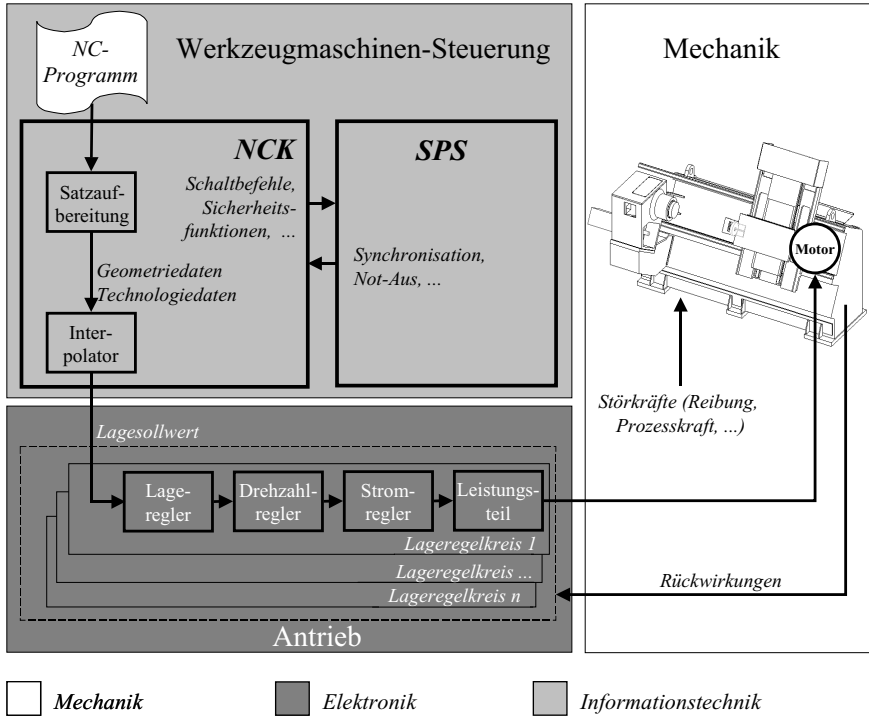 NC-
Programm
Werkzeugmaschinen-Steuerung
NCK
Satzauf-
bereitung
Schaltbefehle,
Sicherheits-
funktionen, ...
Geometriedaten
Technologiedaten
Inter-
polator
SPS
Synchronisation,
Not-Aus, ...
Mechanik
Motor
Störkräfte (Reibung,
Prozesskraft, ...)
Rückwirkungen
Lagesollwert
Lage-
regler
Drehzahl-
regler
Strom-
regler
Leistungs-
teil
Lageregelkreis 1
Lageregelkreis ...
Lageregelkreis n
Antrieb
Mechanik
Elektronik
Informationstechnik